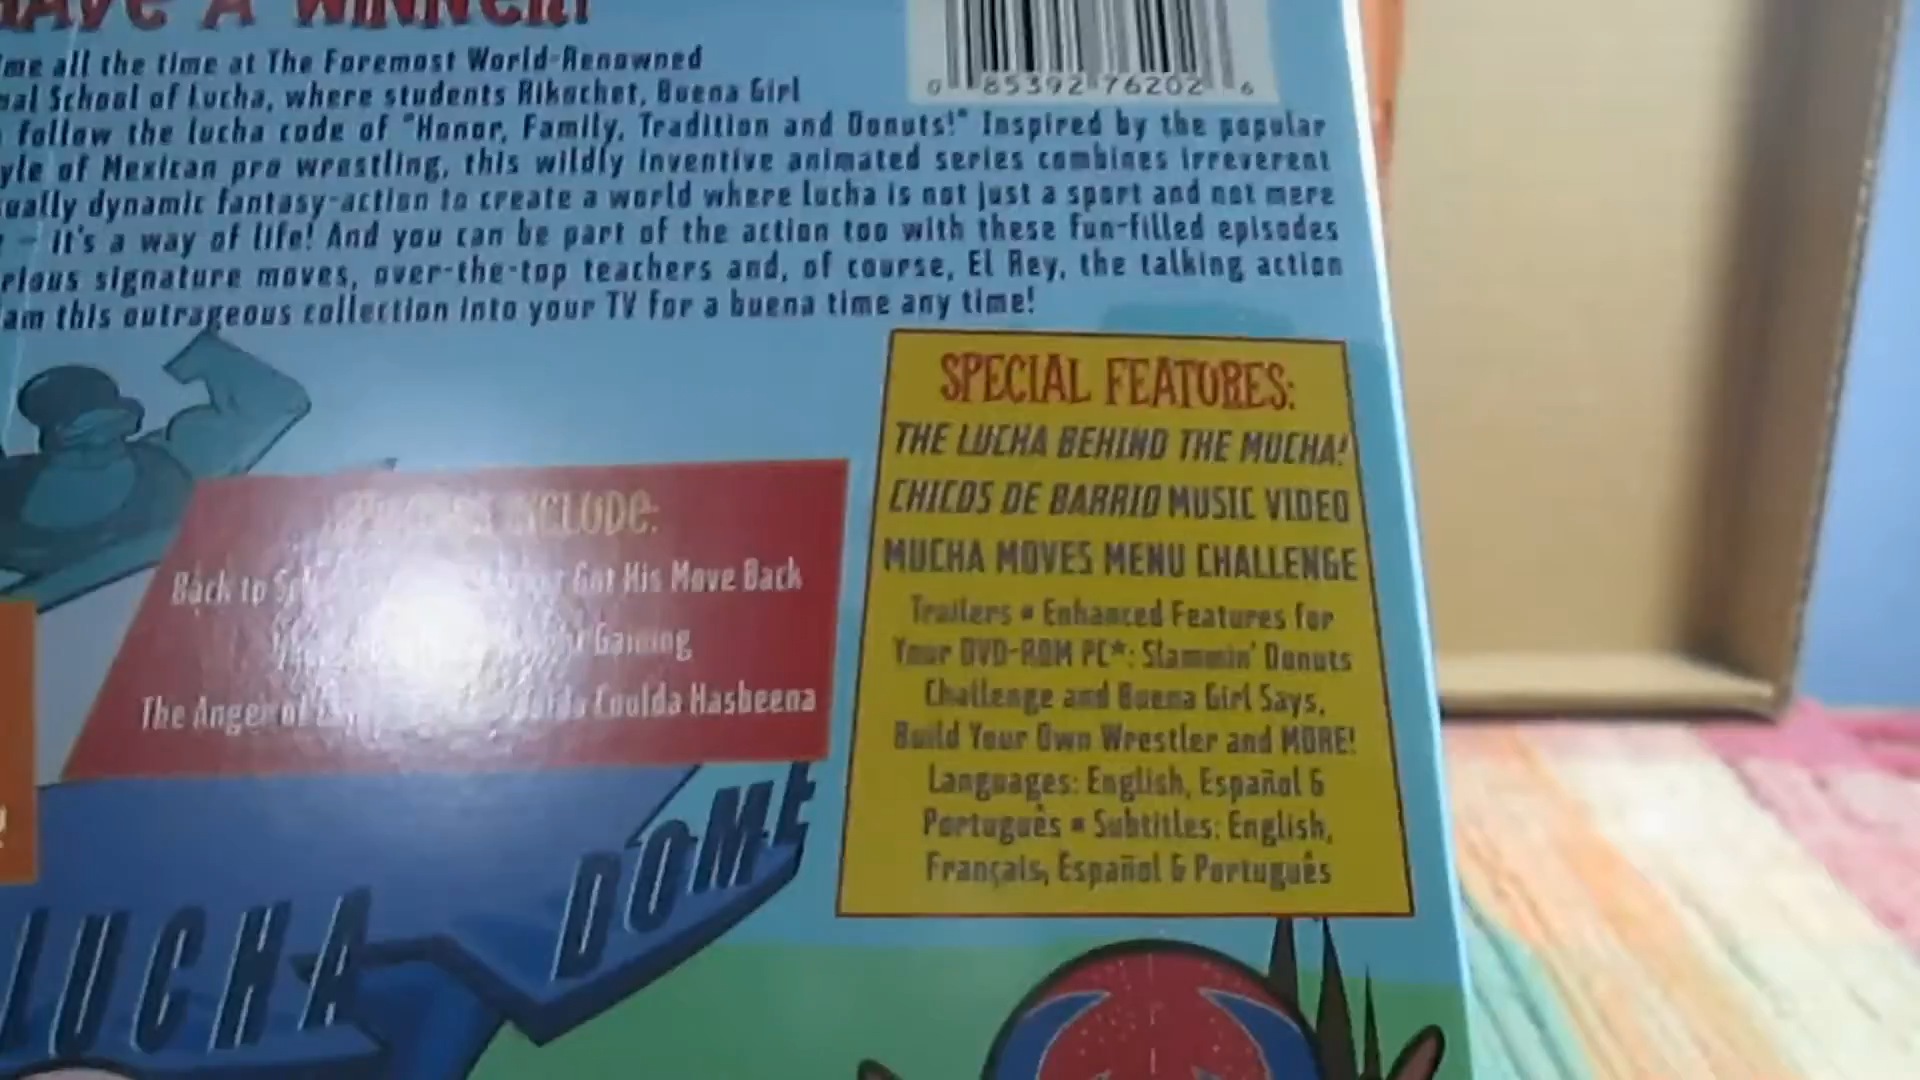 HAVE A WINNER!
0 85392 76202 6
me all the time at The Foremost World-Renowned
nal School of Lucha, where students Rikochet, Buena Girl
follow the lucha code of "Honor, Family, Tradition and Donuts!" Inspired by the popular
yle of Mexican pro wrestling, this wildly inventive animated series combines irreverent
ually dynamic fantasy-action to create a world where lucha is not just a sport and not mere
– it's a way of life! And you can be part of the action too with these fun-filled episodes
rious signature moves, over-the-top teachers and, of course, El Rey, the talking action
am this outrageous collection into your TV for a buena time any time!
SPECIAL FEATURES:
THE LUCHA BEHIND THE MUCHA!
CHICOS DE BARRIO MUSIC VIDEO
MUCHA MOVES MENU CHALLENGE
Trailers • Enhanced Features for
Your DVD-ROM PC*: Slammin' Donuts
Challenge and Buena Girl Says,
Build Your Own Wrestler and MORE!
Languages: English, Español &
Português • Subtitles: English,
Français, Español & Português
INCLUDE:
Back to Got His Move Back
Gaming
The Anger of Coulda Hasbeena
LUCHA DOME